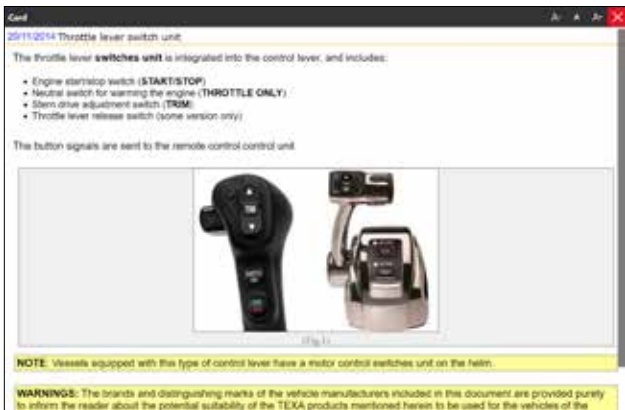 Card
A- A A+
20/11/2014 Throttle lever switch unit
The throttle lever switches unit is integrated into the control lever, and includes:
• Engine start/stop switch (START/STOP)
• Neutral switch for warming the engine (THROTTLE ONLY)
• Stern drive adjustment switch (TRIM)
• Throttle lever release switch (some version only)
The button signals are sent to the remote control control unit
TRIM
(Fig.1)
NOTE: Vessels equipped with this type of control lever have a motor control switches unit on the helm.
WARNINGS: The brands and distinguishing marks of the vehicle manufacturers included in this document are provided purely
to inform the reader about the potential suitability of the TEXA products mentioned herein to be used for the vehicles of the